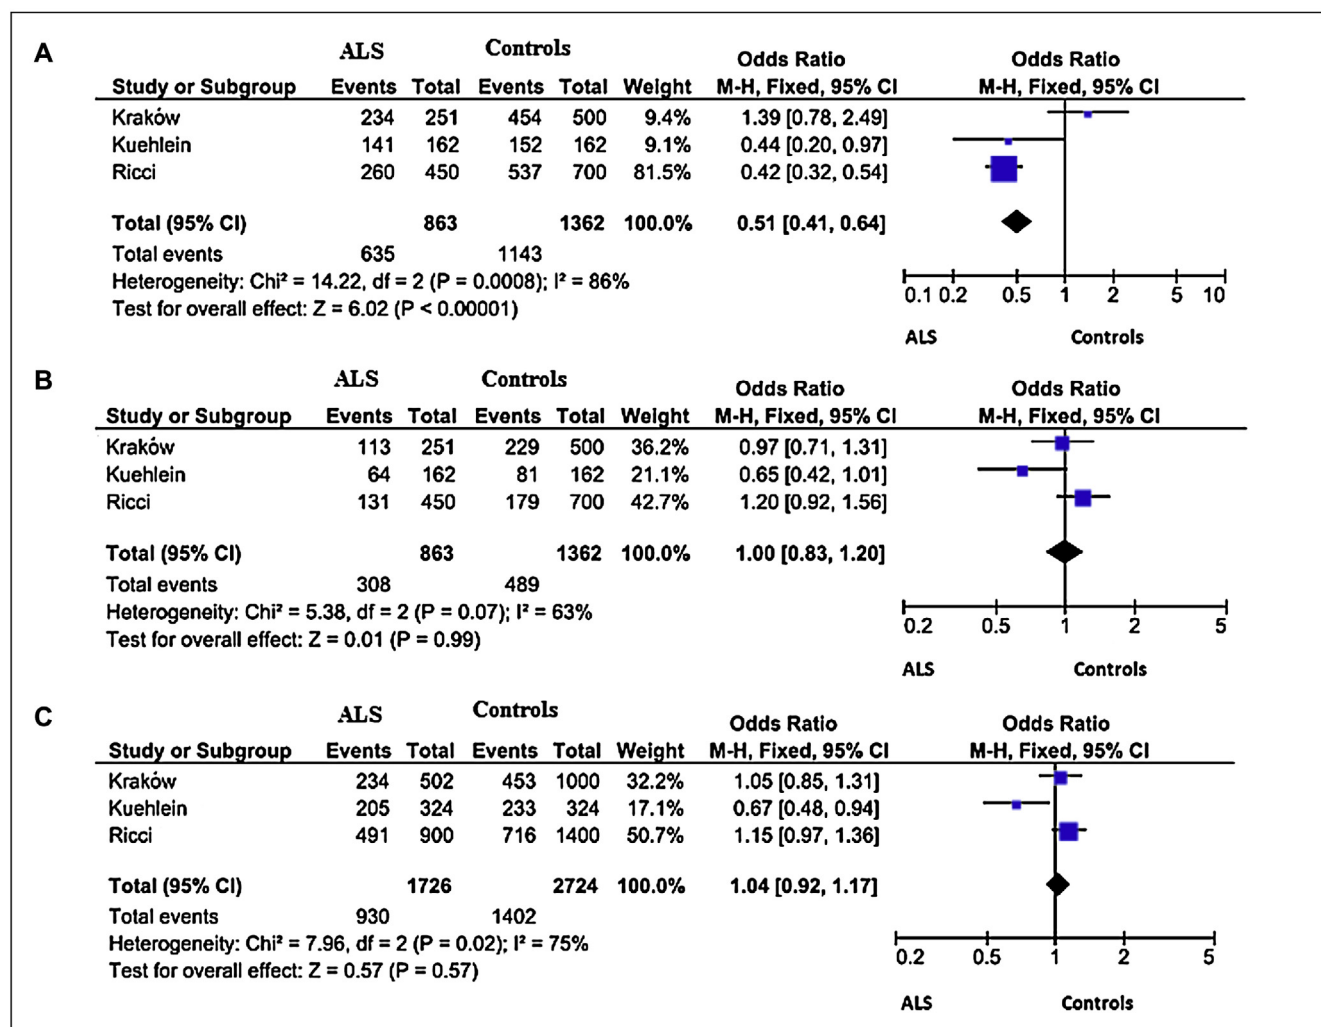 A
ALS Controls Odds Ratio Odds Ratio
Study or Subgroup Events Total Events Total Weight M-H, Fixed, 95% CI M-H, Fixed, 95% CI
Kraków 234 251 454 500 9.4% 1.39 [0.78, 2.49]
Kuehlein 141 162 152 162 9.1% 0.44 [0.20, 0.97]
Ricci 260 450 537 700 81.5% 0.42 [0.32, 0.54]
Total (95% CI) 863 1362 100.0% 0.51 [0.41, 0.64]
Total events 635 1143
Heterogeneity: Chi² = 14.22, df = 2 (P = 0.0008); I² = 86%
Test for overall effect: Z = 6.02 (P < 0.00001)
0.1 0.2 0.5 1 2 5 10
ALS Controls
B
ALS Controls Odds Ratio Odds Ratio
Study or Subgroup Events Total Events Total Weight M-H, Fixed, 95% CI M-H, Fixed, 95% CI
Kraków 113 251 229 500 36.2% 0.97 [0.71, 1.31]
Kuehlein 64 162 81 162 21.1% 0.65 [0.42, 1.01]
Ricci 131 450 179 700 42.7% 1.20 [0.92, 1.56]
Total (95% CI) 863 1362 100.0% 1.00 [0.83, 1.20]
Total events 308 489
Heterogeneity: Chi² = 5.38, df = 2 (P = 0.07); I² = 63%
Test for overall effect: Z = 0.01 (P = 0.99)
0.2 0.5 1 2 5
ALS Controls
C
ALS Controls Odds Ratio Odds Ratio
Study or Subgroup Events Total Events Total Weight M-H, Fixed, 95% CI M-H, Fixed, 95% CI
Kraków 234 502 453 1000 32.2% 1.05 [0.85, 1.31]
Kuehlein 205 324 233 324 17.1% 0.67 [0.48, 0.94]
Ricci 491 900 716 1400 50.7% 1.15 [0.97, 1.36]
Total (95% CI) 1726 2724 100.0% 1.04 [0.92, 1.17]
Total events 930 1402
Heterogeneity: Chi² = 7.96, df = 2 (P = 0.02); I² = 75%
Test for overall effect: Z = 0.57 (P = 0.57)
0.2 0.5 1 2 5
ALS Controls